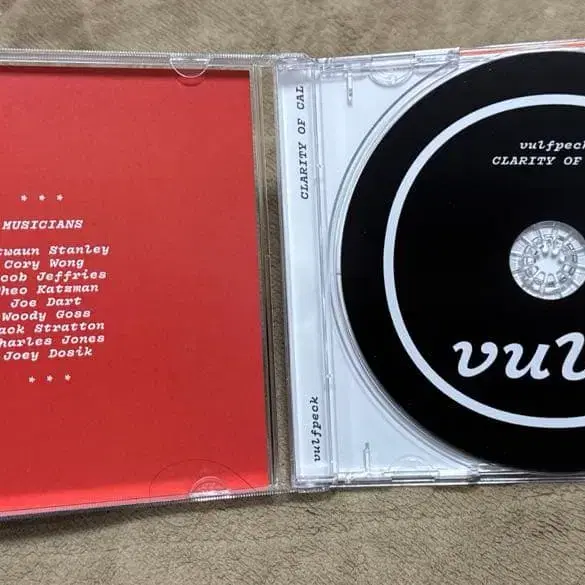 * * *
MUSICIANS
twaun Stanley
Cory Wong
cob Jeffries
heo Katzman
Joe Dart
Woody Goss
ack Stratton
harles Jones
Joey Dosik
* * *
CLARITY OF CAL
vulfpeck
vulfpeck
CLARITY OF
vul